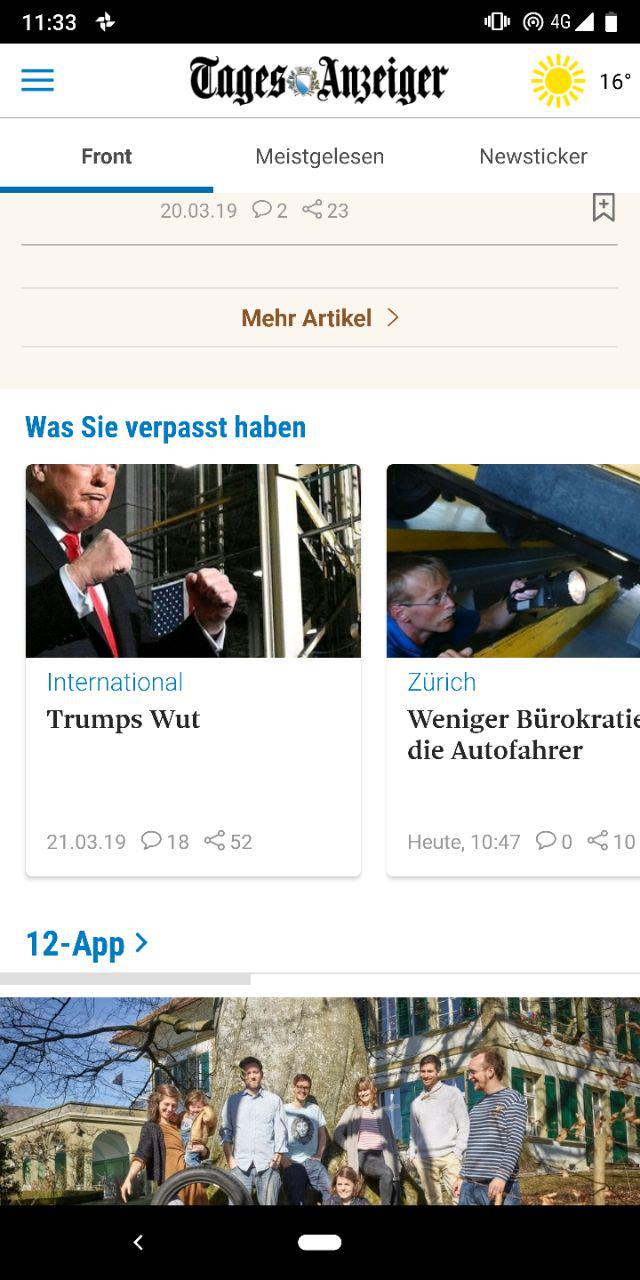 11:33 4G
Tages Anzeiger 16°
Front Meistgelesen Newsticker
20.03.19 2 23
Mehr Artikel
Was Sie verpasst haben
International
Trumps Wut
21.03.19 18 52
Zürich
Weniger Bürokratie
die Autofahrer
Heute, 10:47 0 10
12-App